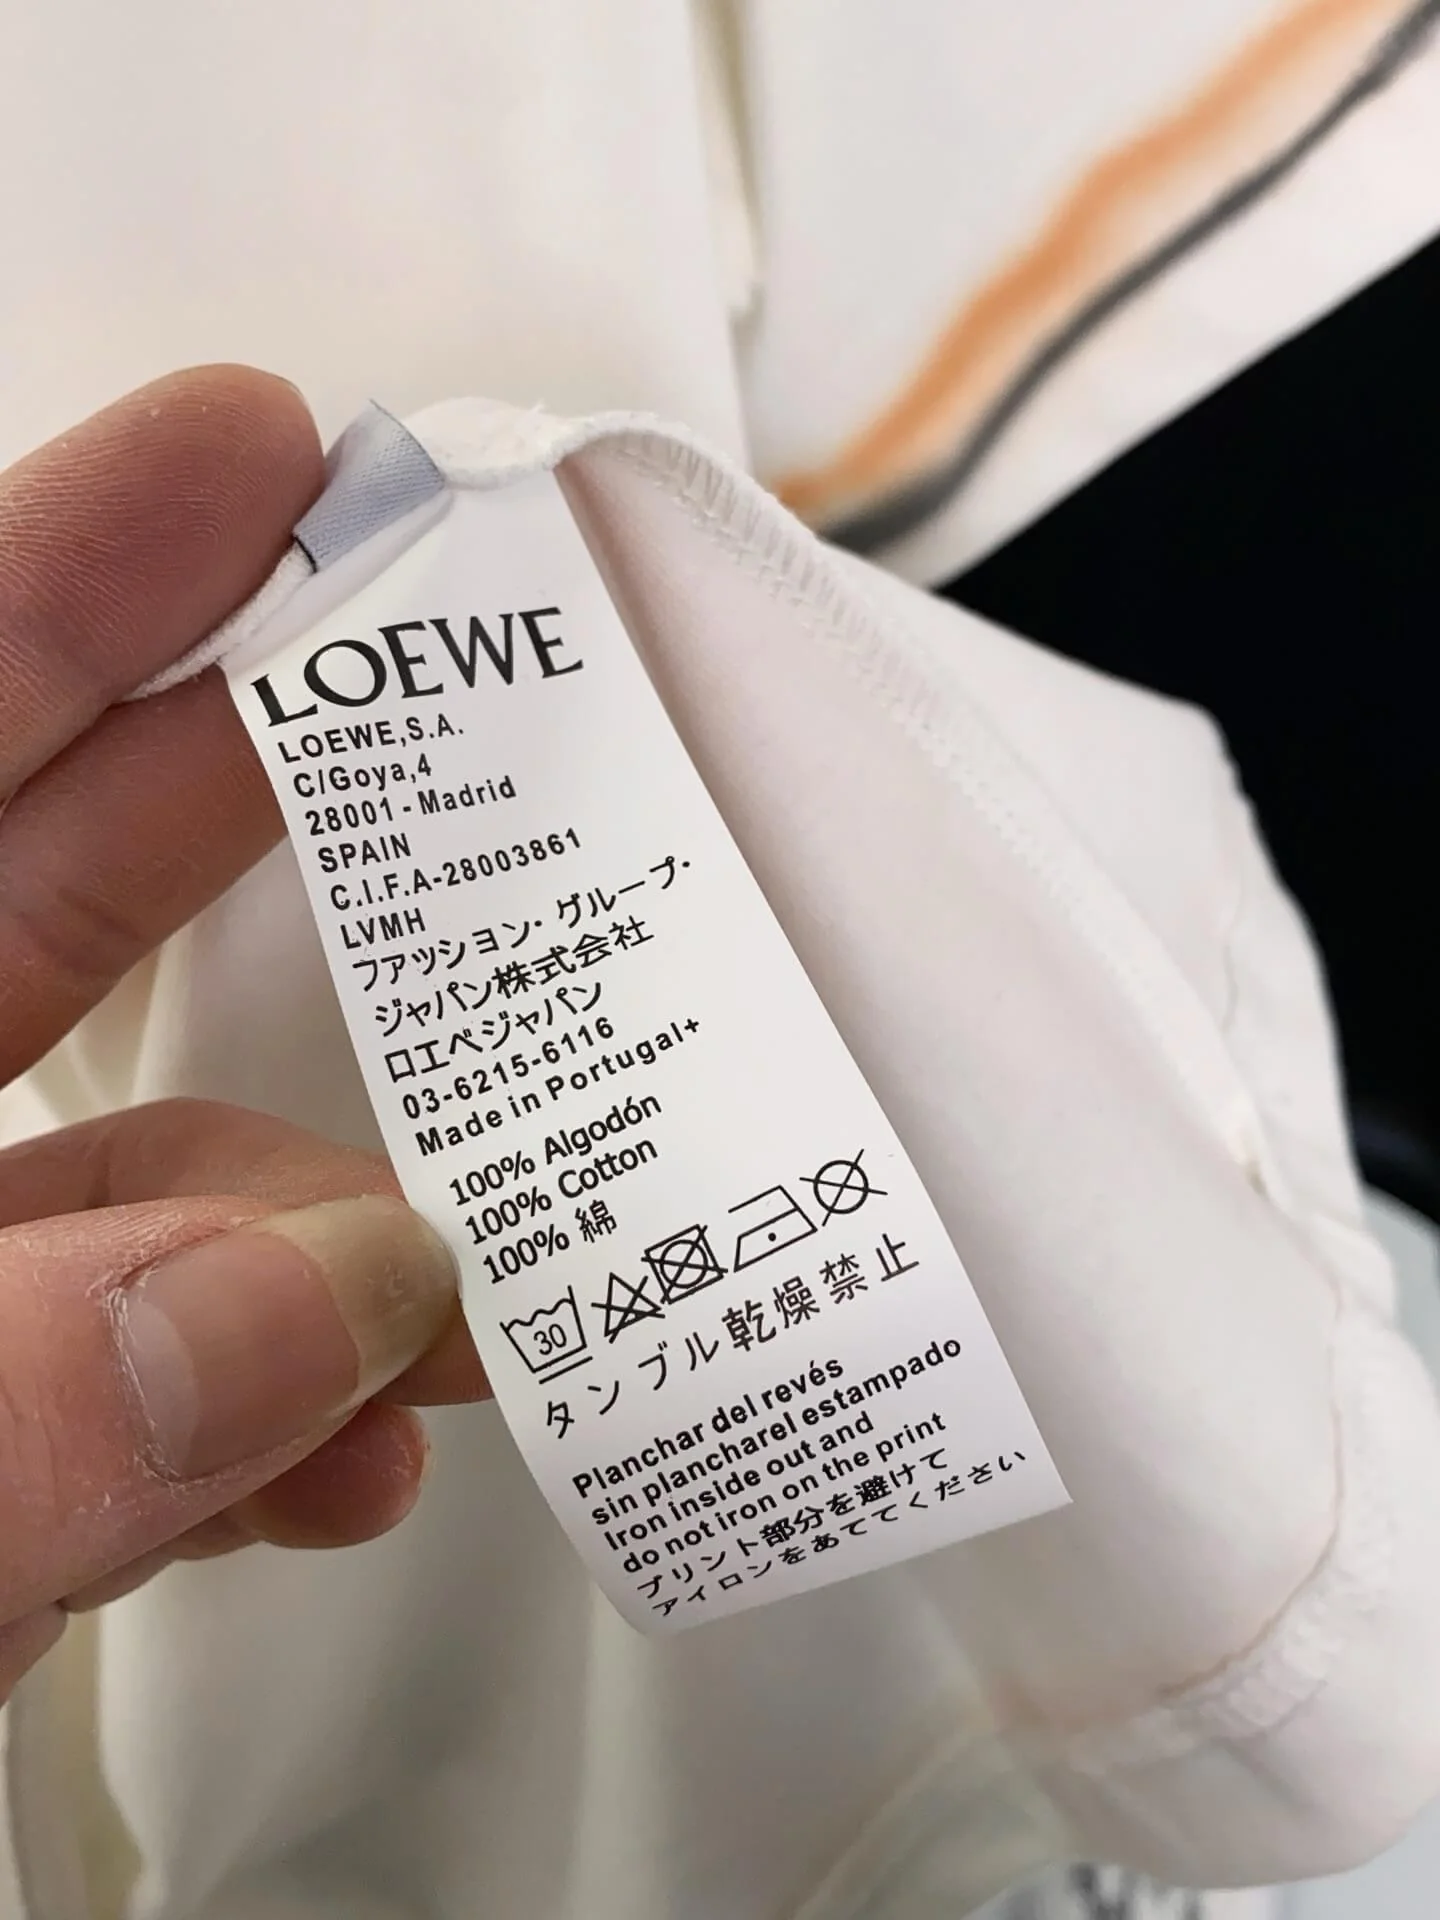 LOEWE
LOEWE,S.A.
C/Goya,4
28001 - Madrid
SPAIN
C.I.F.A-28003861
LVMH
ファッション・グループ・
ジャパン株式会社
ロエベジャパン
03-6215-6116
Made in Portugal+
100% Algodón
100% Cotton
100% 綿
30
タンブル乾燥禁止
Planchar del revés
sin plancharel estampado
Iron inside out and
do not iron on the print
プリント部分を避けて
アイロンをあててください